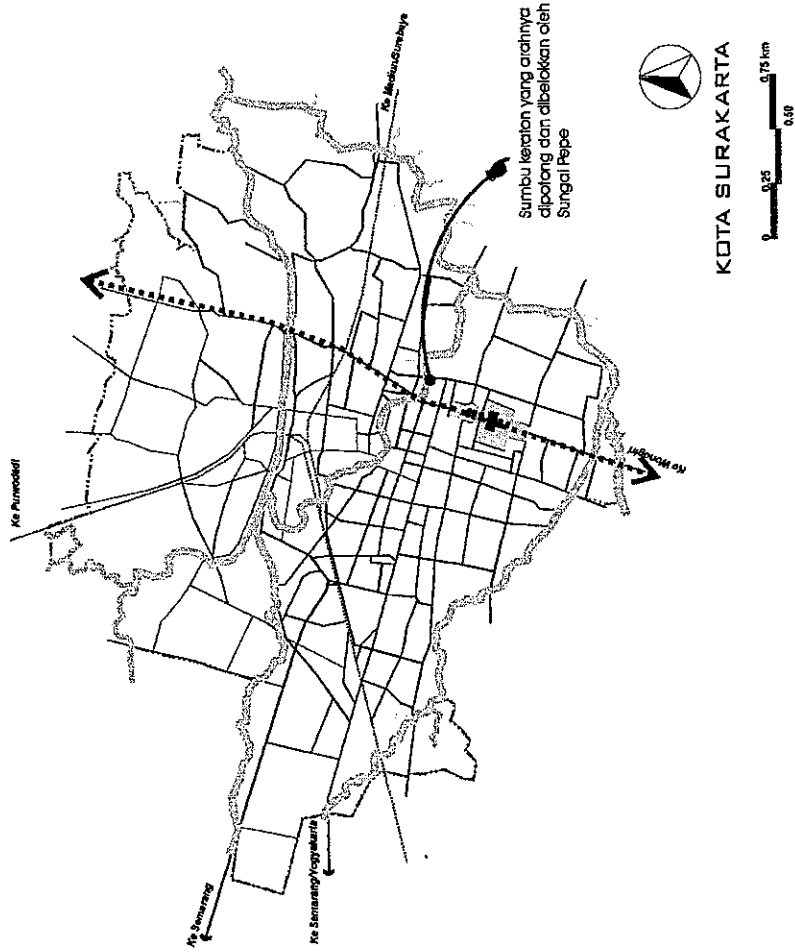 Ke Purwodadi
Ke Madiun/Surabaya
Sumbu keraton yang arahnya
dipotong dan dibelokkan oleh
Sungai Pepe
Ke Semarang
Ke Semarang/Yogyakarta
Ke Wonogiri
KOTA SURAKARTA
0 0.25 0.75 km
0.50